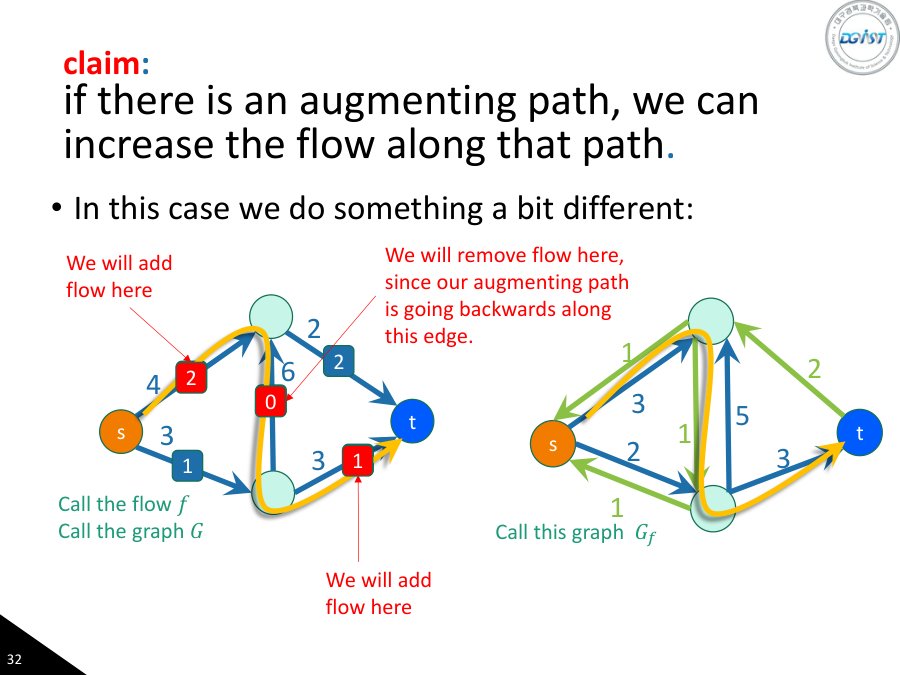 DGIST
claim:
if there is an augmenting path, we can
increase the flow along that path.
• In this case we do something a bit different:
We will add
flow here
We will remove flow here,
since our augmenting path
is going backwards along
this edge.
2
2
4
2
6
0
s
3
1
3
1
t
Call the flow f
Call the graph G
We will add
flow here
1
2
3
5
1
s
2
3
t
1
Call this graph G_f
32